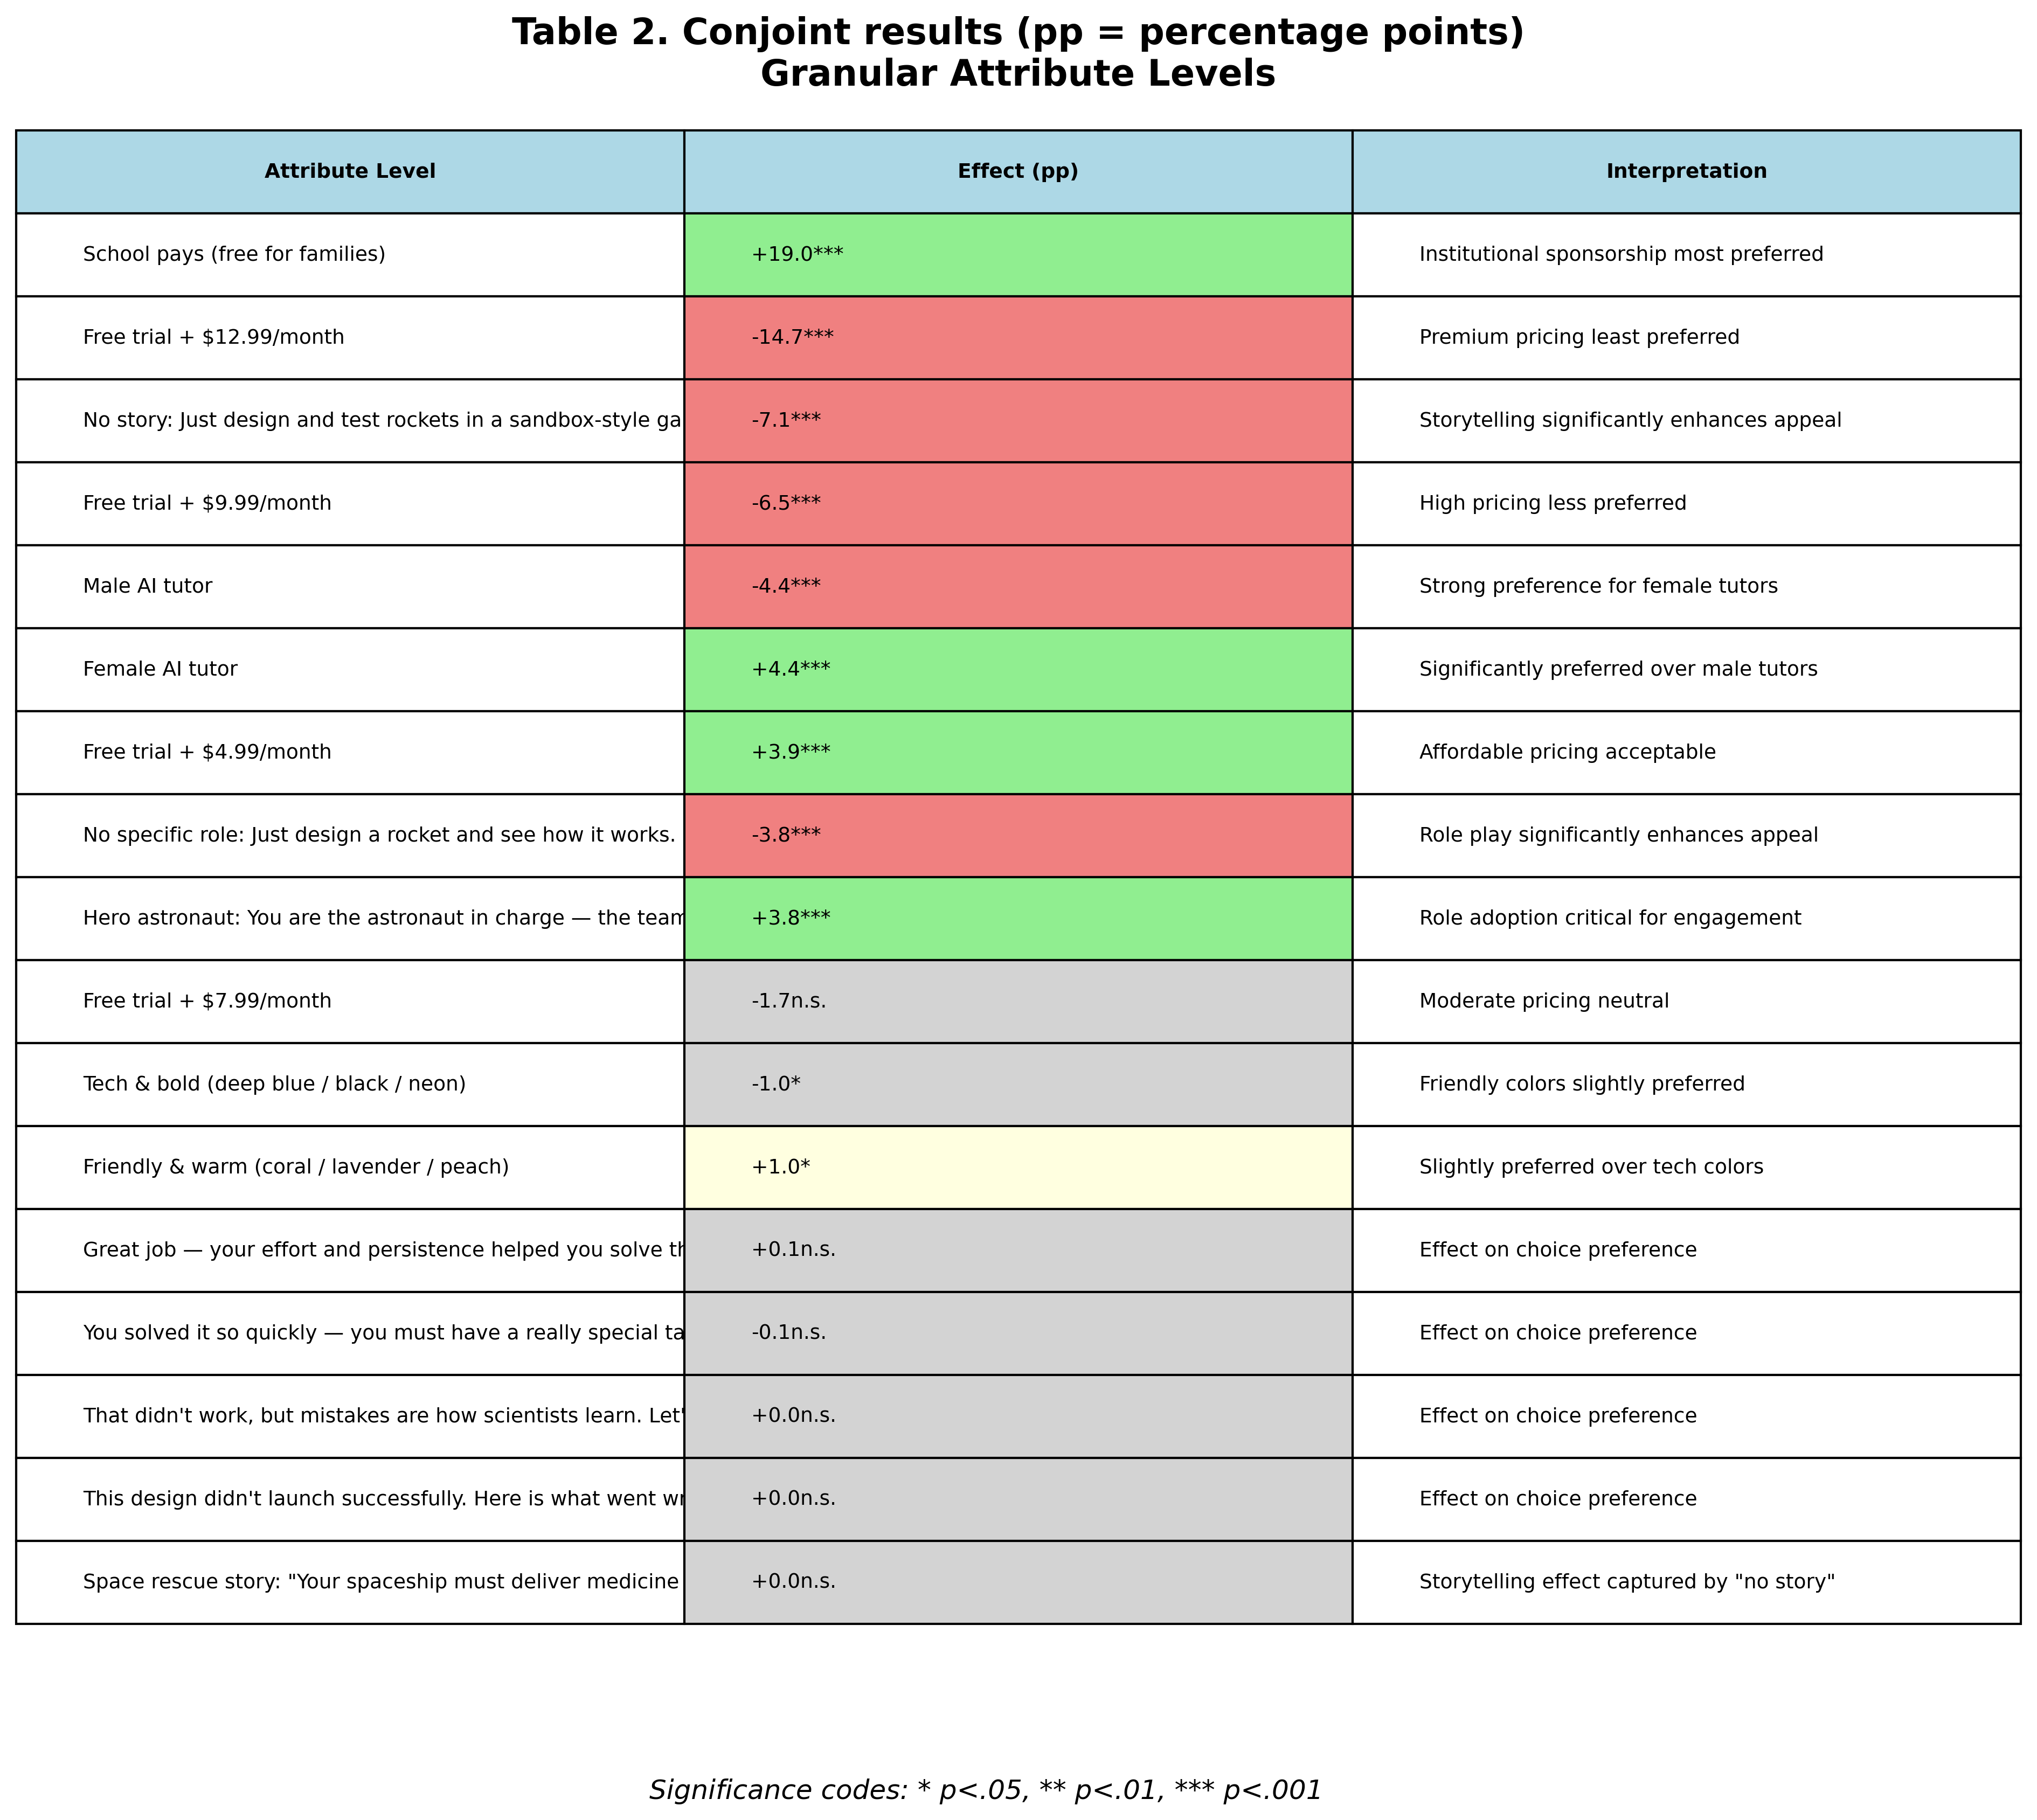 Table 2. Conjoint results (pp = percentage points)
Granular Attribute Levels
Attribute Level Effect (pp) Interpretation
School pays (free for families) +19.0*** Institutional sponsorship most preferred
Free trial + $12.99/month -14.7*** Premium pricing least preferred
No story: Just design and test rockets in a sandbox-style ga -7.1*** Storytelling significantly enhances appeal
Free trial + $9.99/month -6.5*** High pricing less preferred
Male AI tutor -4.4*** Strong preference for female tutors
Female AI tutor +4.4*** Significantly preferred over male tutors
Free trial + $4.99/month +3.9*** Affordable pricing acceptable
No specific role: Just design a rocket and see how it works. -3.8*** Role play significantly enhances appeal
Hero astronaut: You are the astronaut in charge — the team +3.8*** Role adoption critical for engagement
Free trial + $7.99/month -1.7n.s. Moderate pricing neutral
Tech & bold (deep blue / black / neon) -1.0* Friendly colors slightly preferred
Friendly & warm (coral / lavender / peach) +1.0* Slightly preferred over tech colors
Great job — your effort and persistence helped you solve th +0.1n.s. Effect on choice preference
You solved it so quickly — you must have a really special ta -0.1n.s. Effect on choice preference
That didn't work, but mistakes are how scientists learn. Let' +0.0n.s. Effect on choice preference
This design didn't launch successfully. Here is what went wr +0.0n.s. Effect on choice preference
Space rescue story: "Your spaceship must deliver medicine +0.0n.s. Storytelling effect captured by "no story"
Significance codes: * p<.05, ** p<.01, *** p<.001